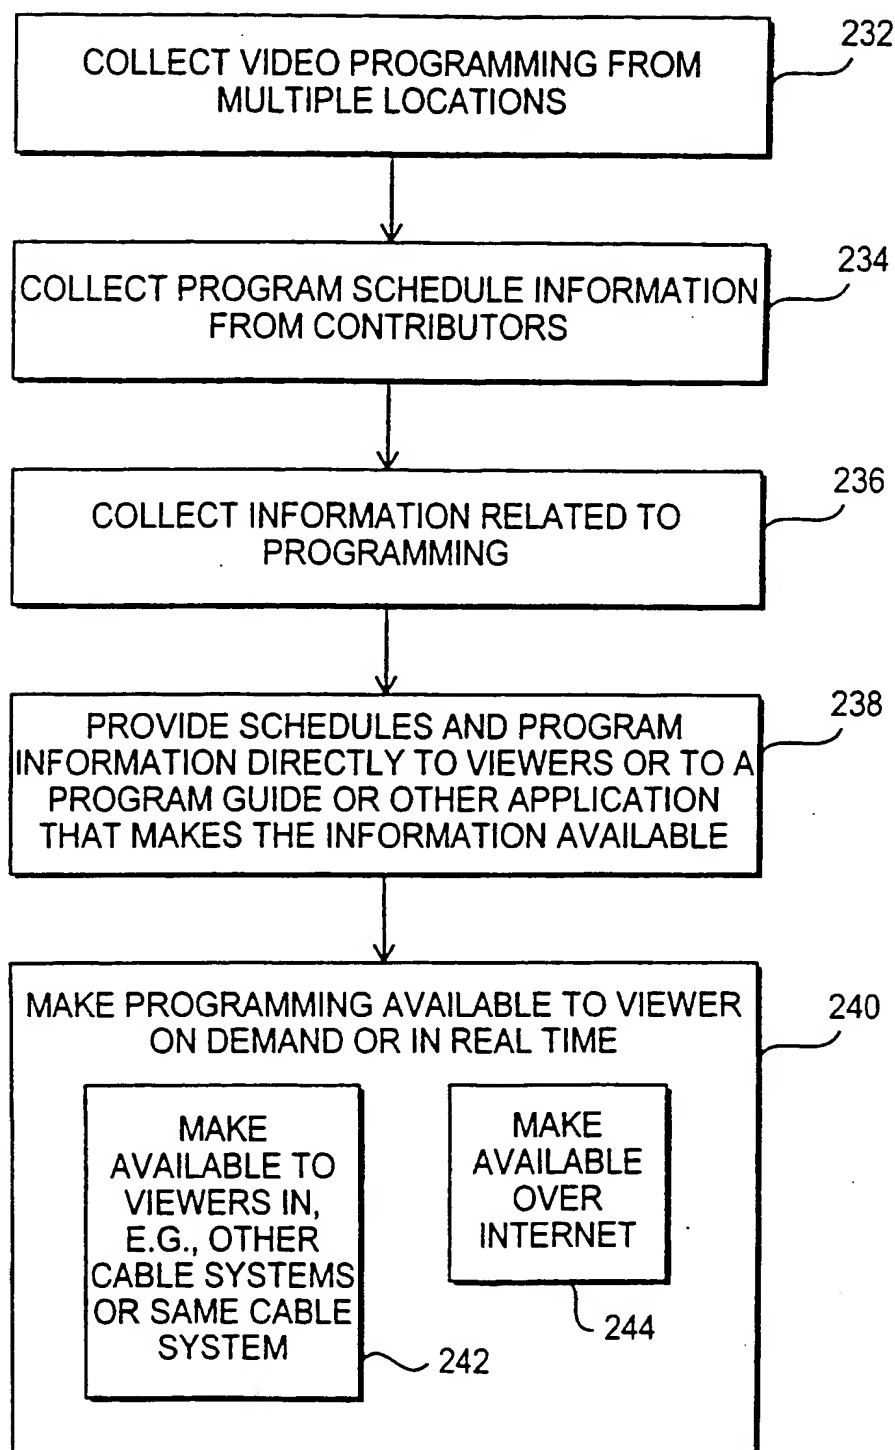 COLLECT VIDEO PROGRAMMING FROM
MULTIPLE LOCATIONS
232
COLLECT PROGRAM SCHEDULE INFORMATION
FROM CONTRIBUTORS
234
COLLECT INFORMATION RELATED TO
PROGRAMMING
236
PROVIDE SCHEDULES AND PROGRAM
INFORMATION DIRECTLY TO VIEWERS OR TO A
PROGRAM GUIDE OR OTHER APPLICATION
THAT MAKES THE INFORMATION AVAILABLE
238
MAKE PROGRAMMING AVAILABLE TO VIEWER
ON DEMAND OR IN REAL TIME
240
MAKE
AVAILABLE TO
VIEWERS IN,
E.G., OTHER
CABLE SYSTEMS
OR SAME CABLE
SYSTEM
242
MAKE
AVAILABLE
OVER
INTERNET
244